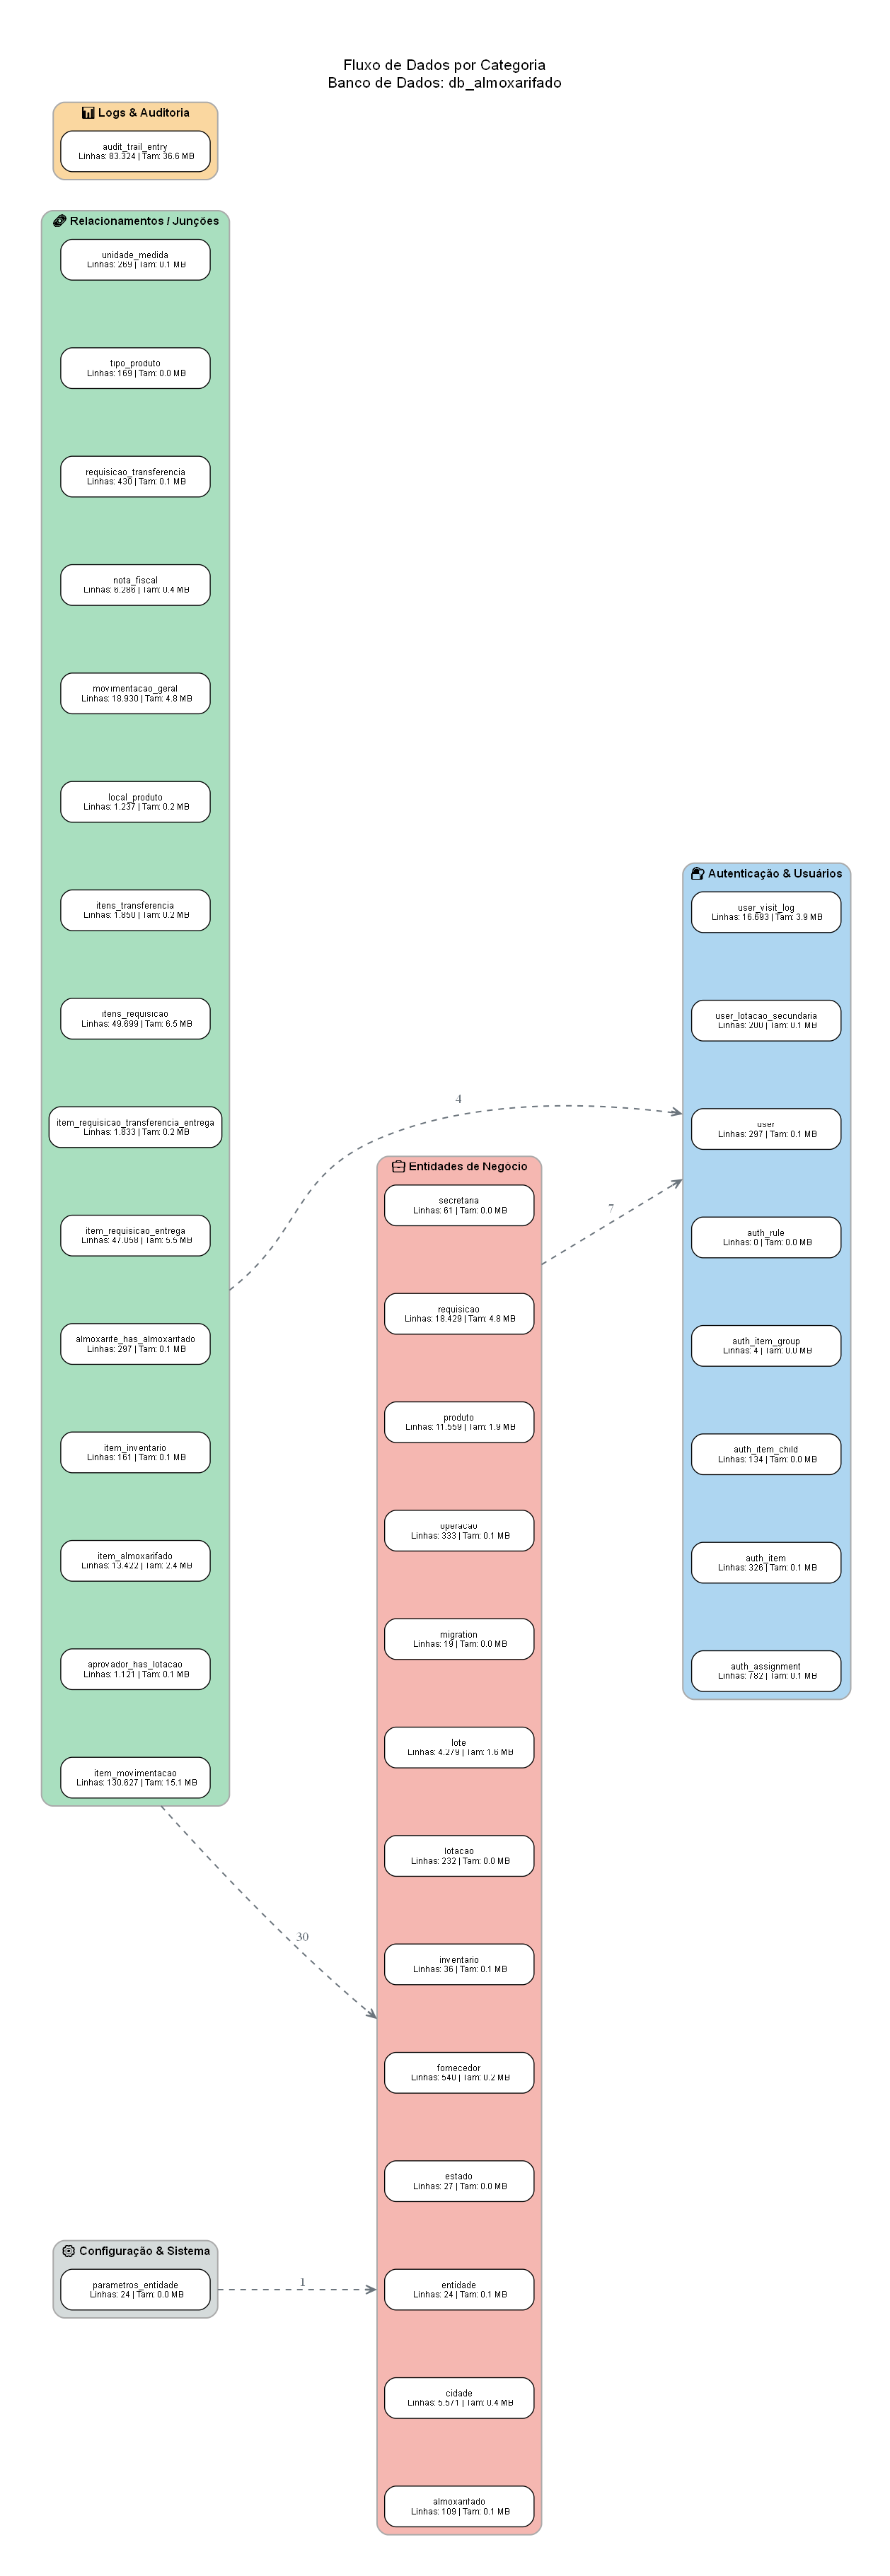 Fluxo de Dados por Categoria
Banco de Dados: db_almoxarifado
Logs & Auditoria
audit_trail_entry
Linhas: 83.324 | Tam: 36.6 MB
Relacionamentos / Junções
unidade_medida
Linhas: 269 | Tam: 0.1 MB
tipo_produto
Linhas: 169 | Tam: 0.0 MB
requisicao_transferencia
Linhas: 430 | Tam: 0.1 MB
nota_fiscal
Linhas: 6.286 | Tam: 0.4 MB
movimentacao_geral
Linhas: 18.930 | Tam: 4.8 MB
local_produto
Linhas: 1.237 | Tam: 0.2 MB
itens_transferencia
Linhas: 1.850 | Tam: 0.2 MB
itens_requisicao
Linhas: 49.699 | Tam: 6.5 MB
item_requisicao_transferencia_entrega
Linhas: 1.833 | Tam: 0.2 MB
item_requisicao_entrega
Linhas: 47.058 | Tam: 5.5 MB
almoxarife_has_almoxarifado
Linhas: 297 | Tam: 0.1 MB
item_inventario
Linhas: 161 | Tam: 0.1 MB
item_almoxarifado
Linhas: 13.422 | Tam: 2.4 MB
aprovador_has_lotacao
Linhas: 1.121 | Tam: 0.1 MB
item_movimentacao
Linhas: 130.627 | Tam: 15.1 MB
4
7
30
1
Entidades de Negócio
secretaria
Linhas: 61 | Tam: 0.0 MB
requisicao
Linhas: 18.429 | Tam: 4.8 MB
produto
Linhas: 11.559 | Tam: 1.9 MB
operacao
Linhas: 333 | Tam: 0.1 MB
migration
Linhas: 19 | Tam: 0.0 MB
lote
Linhas: 4.279 | Tam: 1.6 MB
lotacao
Linhas: 232 | Tam: 0.0 MB
inventario
Linhas: 36 | Tam: 0.1 MB
fornecedor
Linhas: 540 | Tam: 0.2 MB
estado
Linhas: 27 | Tam: 0.0 MB
entidade
Linhas: 24 | Tam: 0.1 MB
cidade
Linhas: 5.571 | Tam: 0.4 MB
almoxarifado
Linhas: 109 | Tam: 0.1 MB
Autenticação & Usuários
user_visit_log
Linhas: 16.693 | Tam: 3.9 MB
user_lotacao_secundaria
Linhas: 200 | Tam: 0.1 MB
user
Linhas: 297 | Tam: 0.1 MB
auth_rule
Linhas: 0 | Tam: 0.0 MB
auth_item_group
Linhas: 4 | Tam: 0.0 MB
auth_item_child
Linhas: 134 | Tam: 0.0 MB
auth_item
Linhas: 326 | Tam: 0.1 MB
auth_assignment
Linhas: 782 | Tam: 0.1 MB
Configuração & Sistema
parametros_entidade
Linhas: 24 | Tam: 0.0 MB